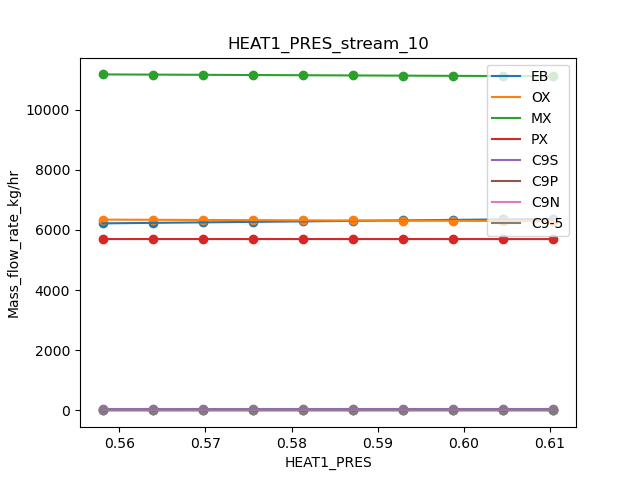 HEAT1_PRES_stream_10
Mass_flow_rate_kg/hr
10000
8000
6000
4000
2000
0
EB
OX
MX
PX
C9S
C9P
C9N
C9-5
0.56
0.57
0.58
0.59
0.60
0.61
HEAT1_PRES